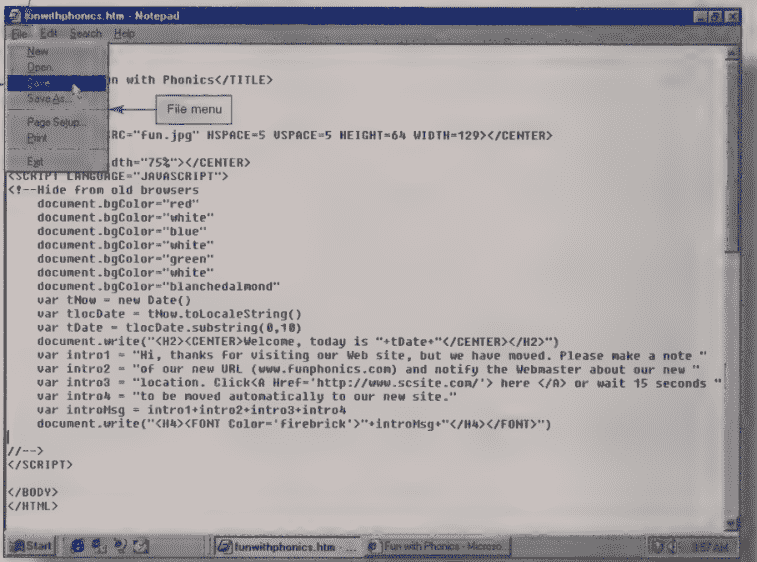 funwithphonics.htm - Notepad
File Edit Search Help
New
Open
Save
Save As...
Page Setup...
Print
Exit
File menu
n with Phonics</TITLE>
RC="fun.jpg" HSPACE=5 VSPACE=5 HEIGHT=64 WIDTH=129></CENTER>
dth="75%"></CENTER>
<SCRIPT LANGUAGE="JAVASCRIPT">
<!--Hide from old browsers
document.bgColor="red"
document.bgColor="white"
document.bgColor="blue"
document.bgColor="white"
document.bgColor="green"
document.bgColor="white"
document.bgColor="blanchedalmond"
var tNow = new Date()
var tlocDate = tNow.toLocaleString()
var tDate = tlocDate.substring(0,10)
document.write("<H2><CENTER>Welcome, today is "+tDate+"</CENTER></H2>")
var intro1 = "Hi, thanks for visiting our Web site, but we have moved. Please make a note "
var intro2 = "of our new URL (www.funphonics.com) and notify the Webmaster about our new "
var intro3 = "location. Click<A Href='http://www.scsite.com/'> here </A> or wait 15 seconds "
var intro4 = "to be moved automatically to our new site."
var introMsg = intro1+intro2+intro3+intro4
document.write("<H4><FONT Color='firebrick'>"+introMsg+"</H4></FONT>")
//-->
</SCRIPT>
</BODY>
</HTML>
Start
funwithphonics.htm - ...
Fun with Phonics - Microso...
8:57 AM